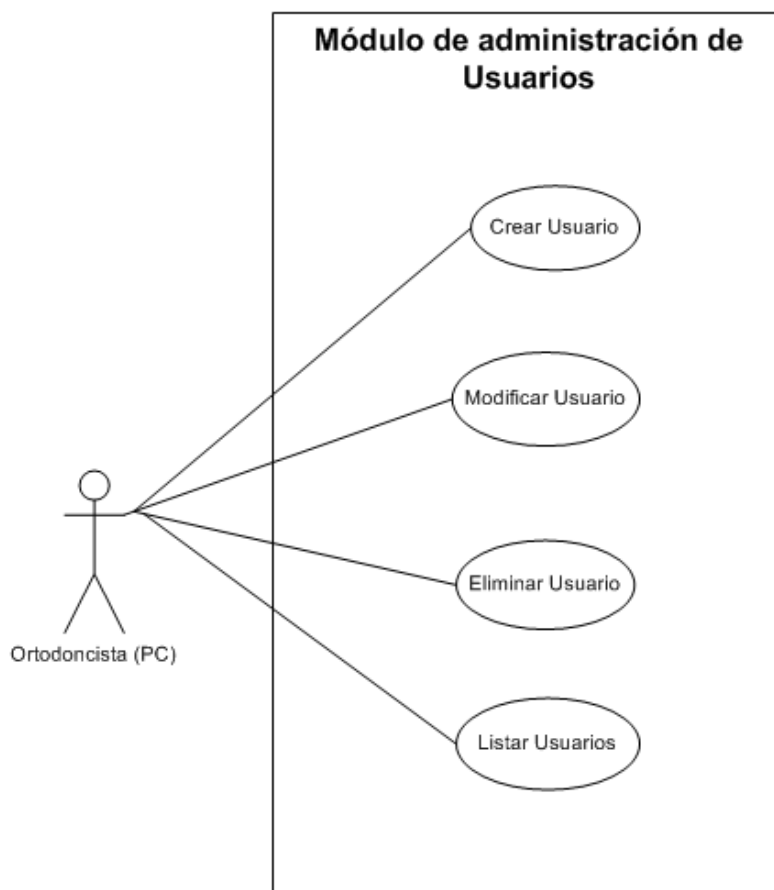 Módulo de administración de
Usuarios
Crear Usuario
Modificar Usuario
Eliminar Usuario
Ortodoncista (PC)
Listar Usuarios